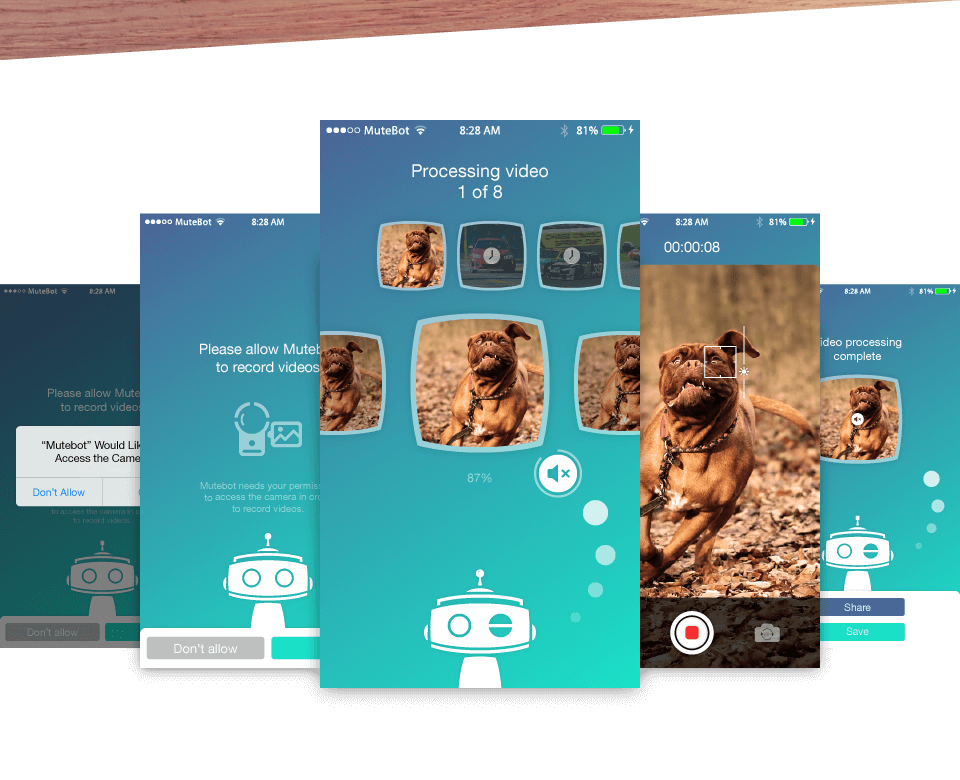 MuteBot
8:28 AM
Please allow Mute
to record videos
“Mutebot” Would Lik
Access the Came
Don't Allow
to access the camera in ord
to record videos.
Don't allow
MuteBot
8:28 AM
Please allow Muteb
to record videos
Mutebot needs your permis
to access the camera in or
to record videos.
Don't allow
MuteBot
8:28 AM
81%
Processing video
1 of 8
87%
8:28 AM
81%
00:00:08
8:28 AM
81%
ideo processing
complete
Share
Save